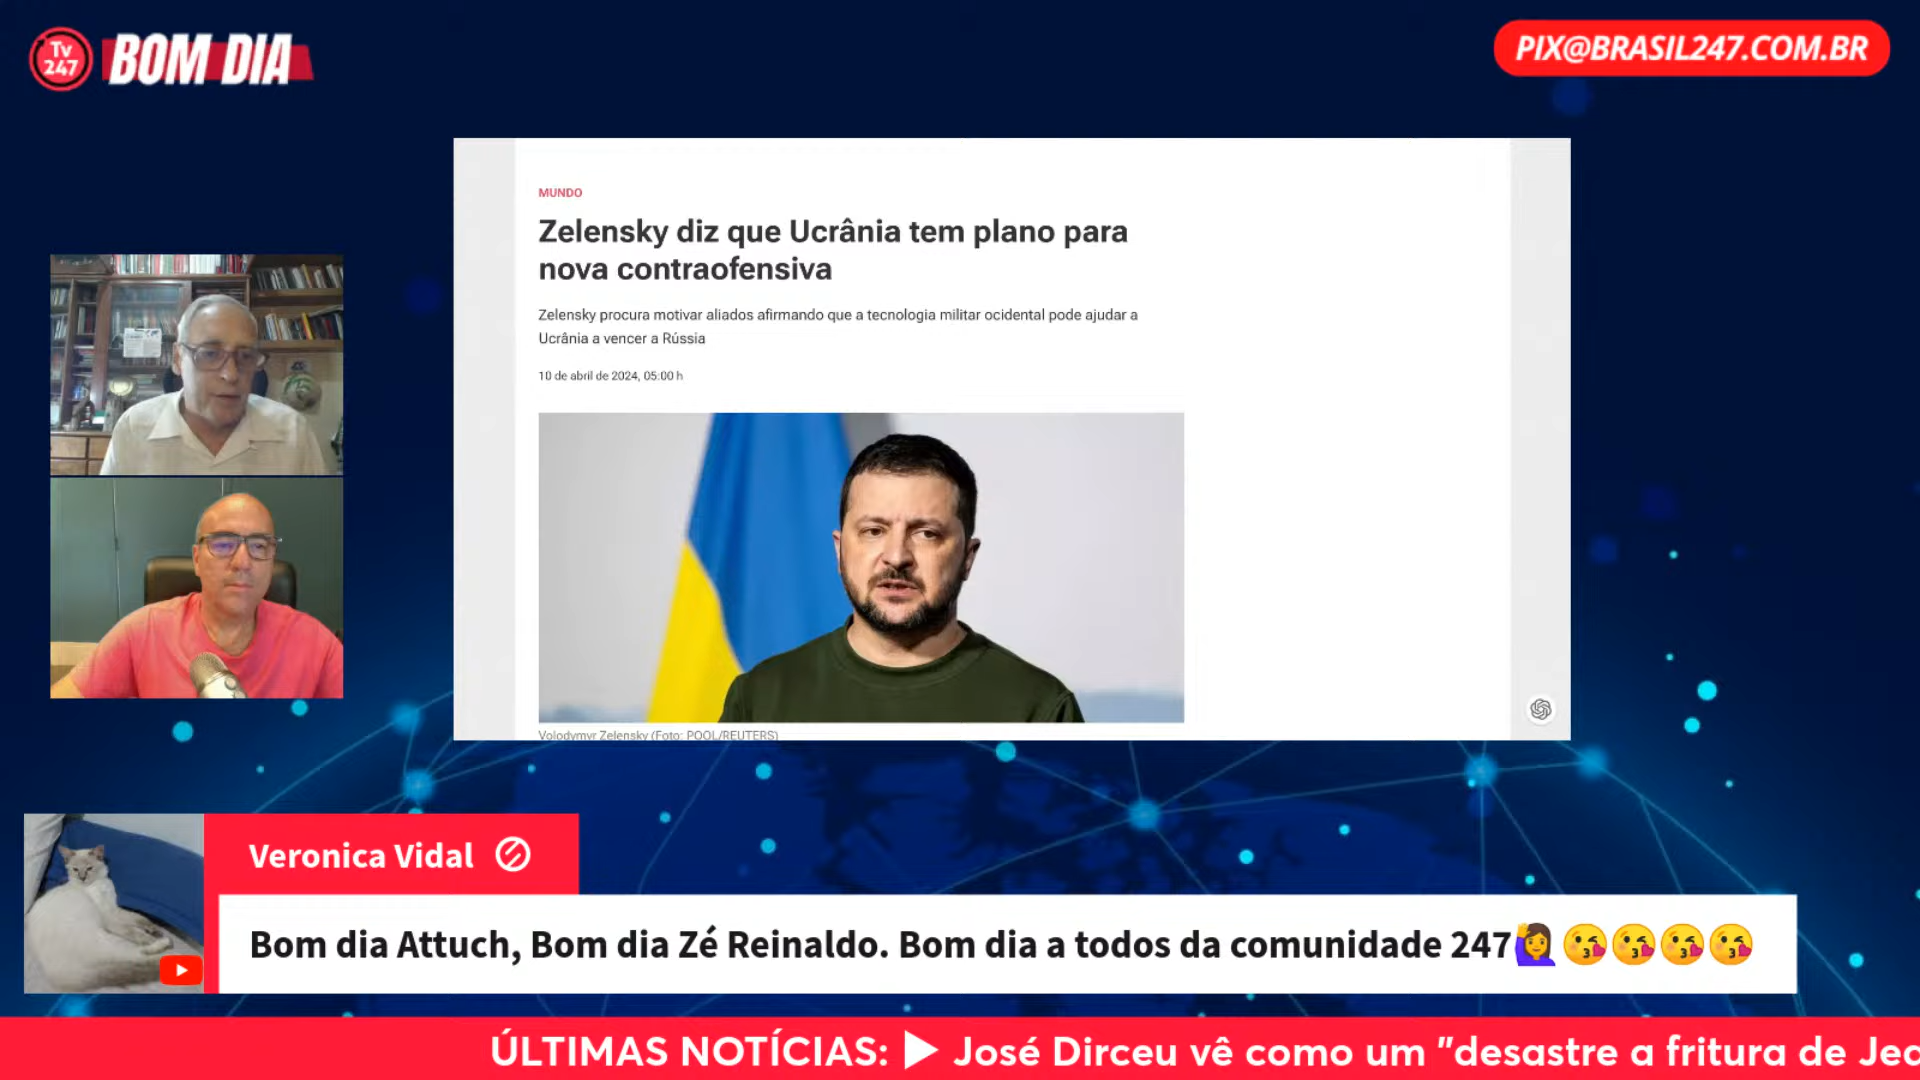 Tv
247
BOM DIA
PIX@BRASIL247.COM.BR
MUNDO
Zelensky diz que Ucrânia tem plano para
nova contraofensiva
Zelensky procura motivar aliados afirmando que a tecnologia militar ocidental pode ajudar a
Ucrânia a vencer a Rússia
10 de abril de 2024, 05:00 h
Volodymyr Zelensky (Foto: POOL/REUTERS)
Veronica Vidal
Bom dia Attuch, Bom dia Zé Reinaldo. Bom dia a todos da comunidade 247🙋‍♀️😘😘😘😘
ÚLTIMAS NOTÍCIAS: ▶ José Dirceu vê como um "desastre a fritura de Jea